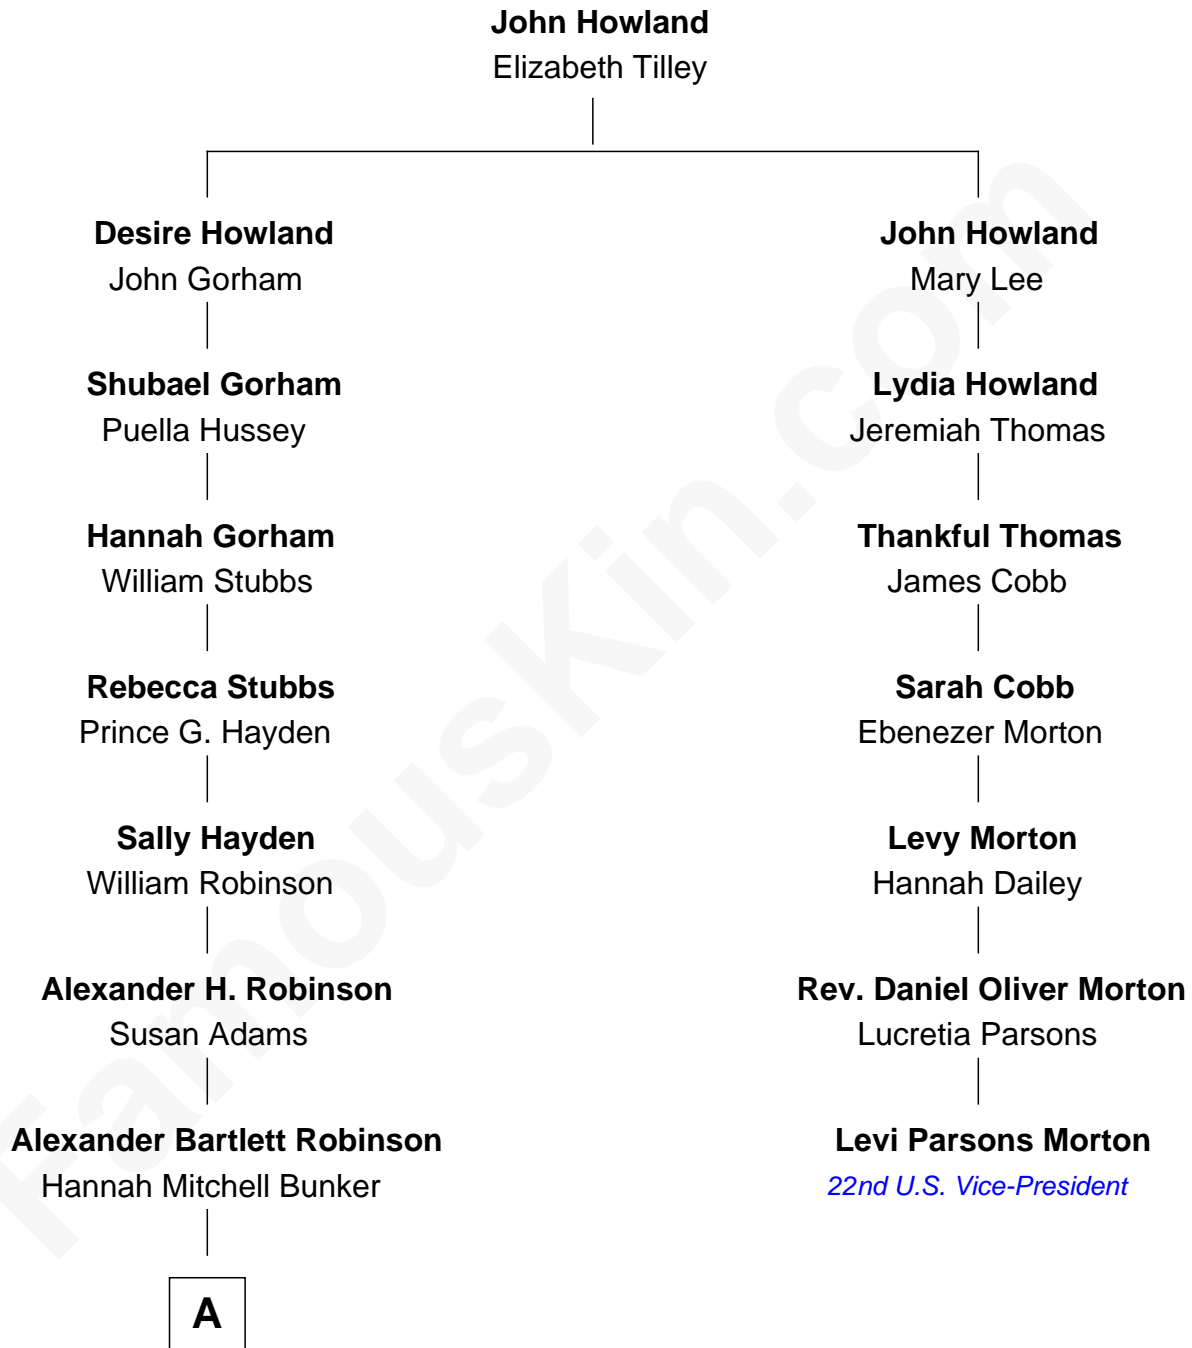 John Howland
Elizabeth Tilley
Desire Howland
John Gorham
John Howland
Mary Lee
Shubael Gorham
Puella Hussey
Lydia Howland
Jeremiah Thomas
Hannah Gorham
William Stubbs
Thankful Thomas
James Cobb
Rebecca Stubbs
Prince G. Hayden
Sarah Cobb
Ebenezer Morton
Sally Hayden
William Robinson
Levy Morton
Hannah Dailey
Alexander H. Robinson
Susan Adams
Rev. Daniel Oliver Morton
Lucretia Parsons
Alexander Bartlett Robinson
Hannah Mitchell Bunker
Levi Parsons Morton
22nd U.S. Vice-President
A
FamousKin.com